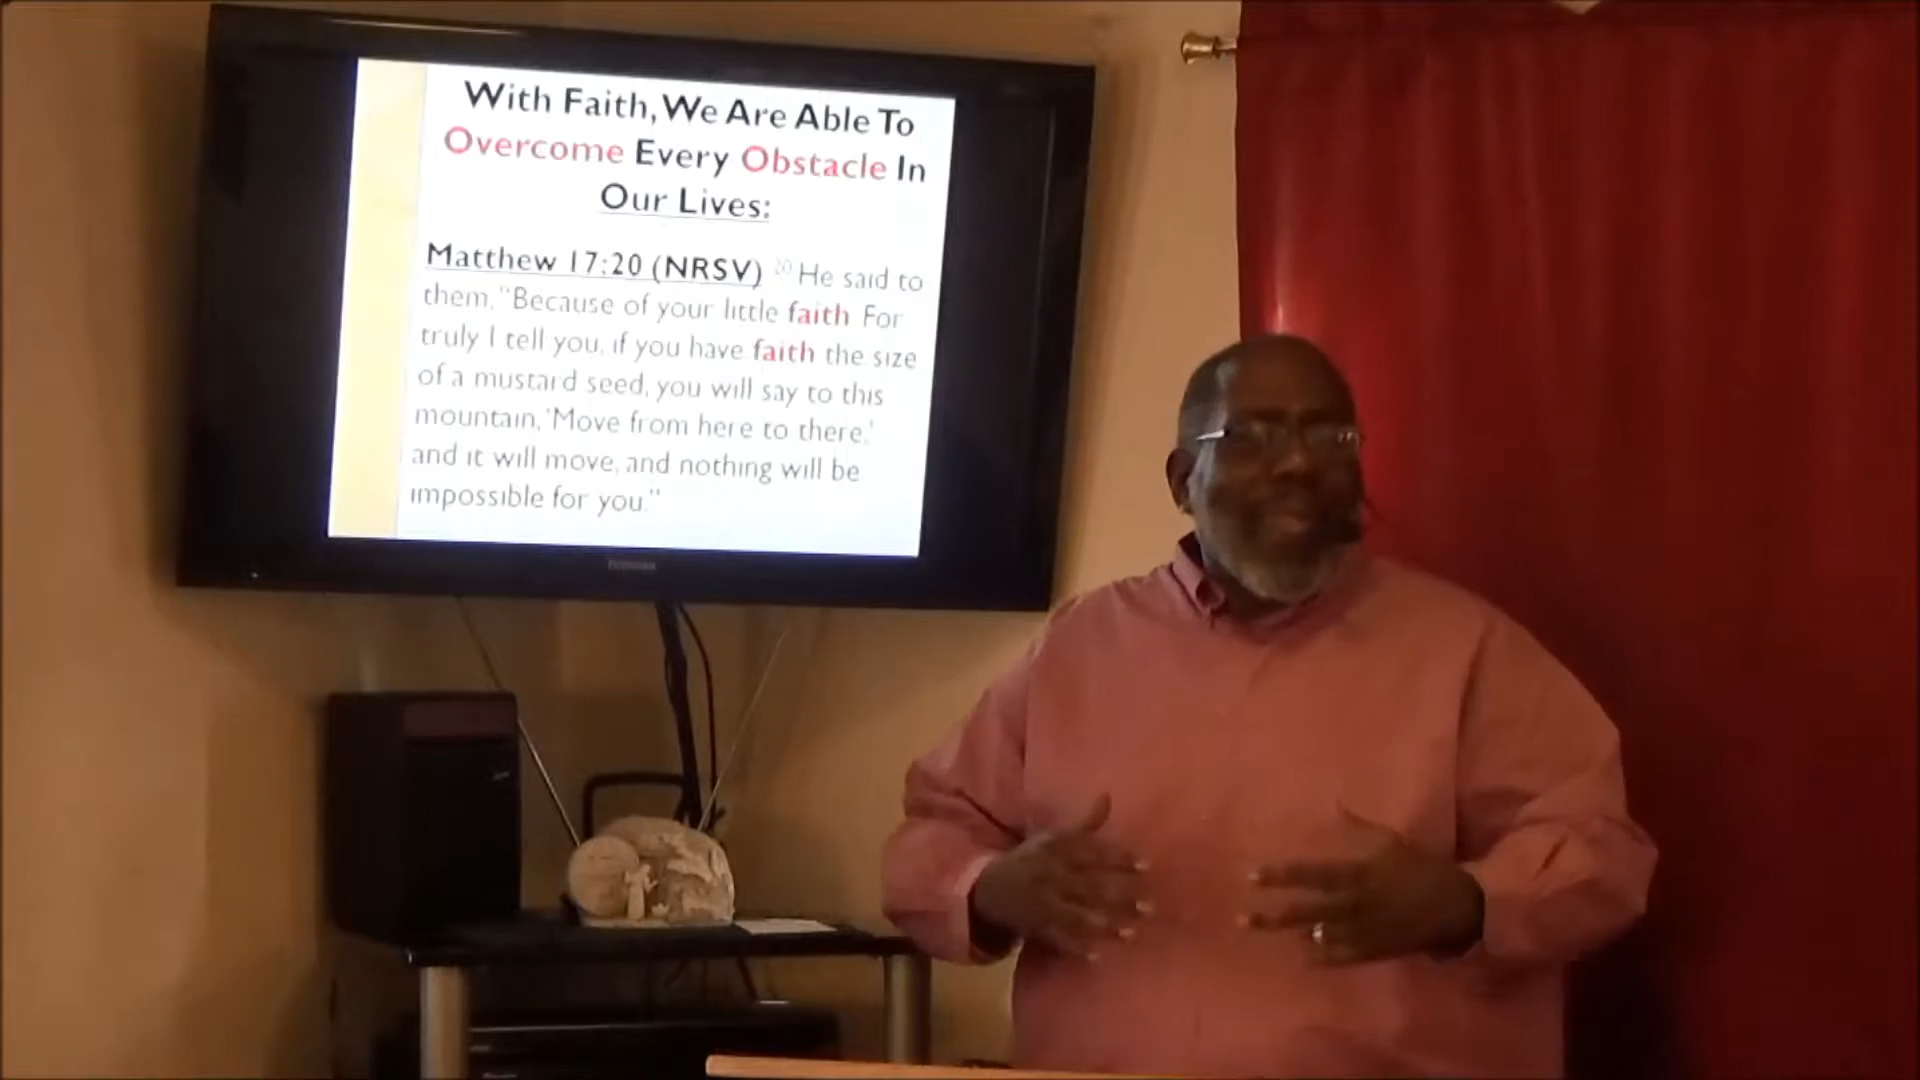 With Faith, We Are Able To
Overcome Every Obstacle In
Our Lives:
Matthew 17:20 (NRSV) 20 He said to
them, "Because of your little faith For
truly I tell you, if you have faith the size
of a mustard seed, you will say to this
mountain, 'Move from here to there,'
and it will move, and nothing will be
impossible for you."
TOSHIBA